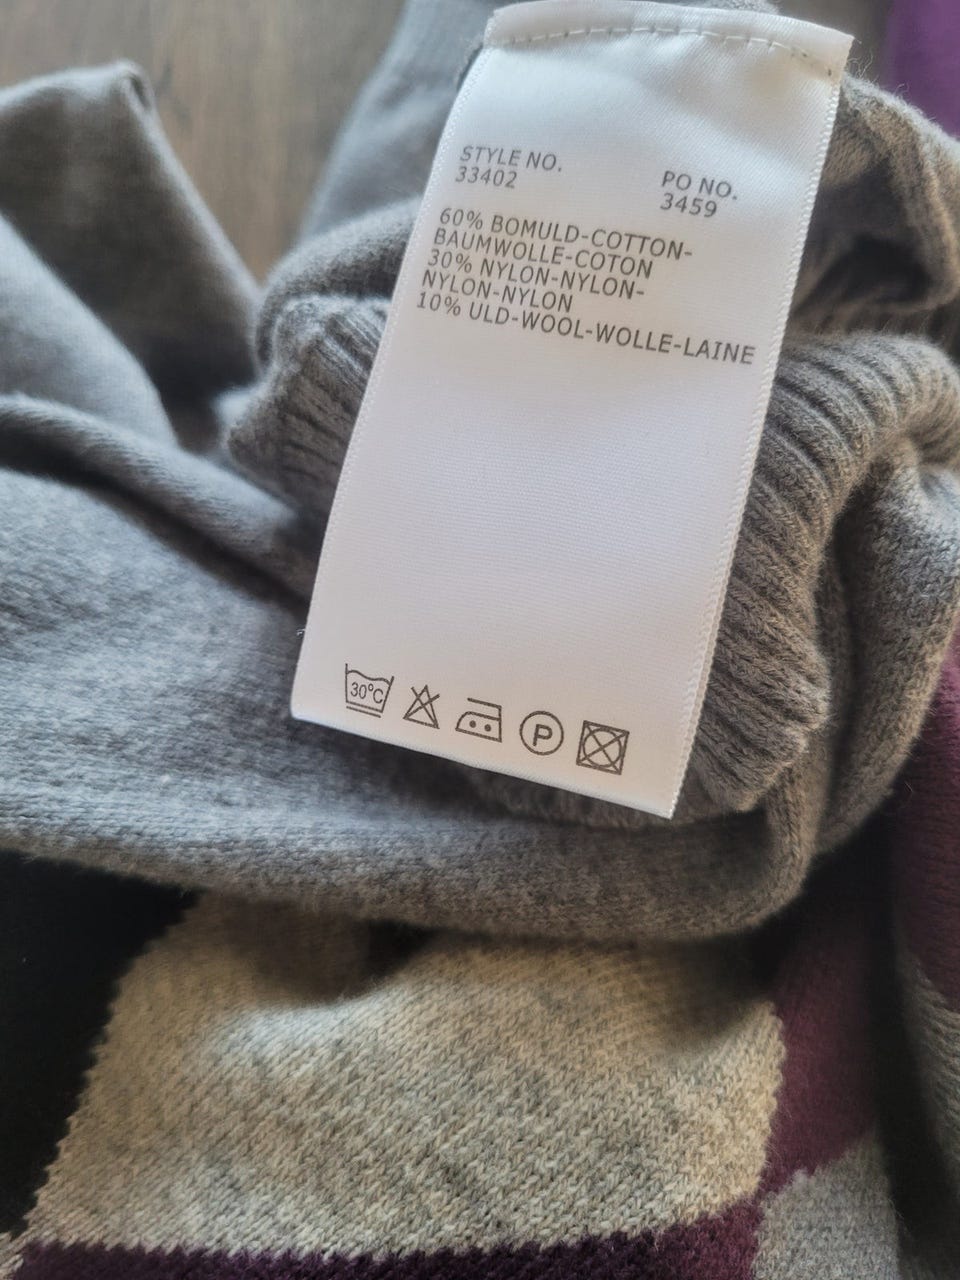 STYLE NO.
33402
PO NO.
3459
60% BOMULD-COTTON-
BAUMWOLLE-COTON
30% NYLON-NYLON-
NYLON-NYLON
10% ULD-WOOL-WOLLE-LAINE
30°C
P